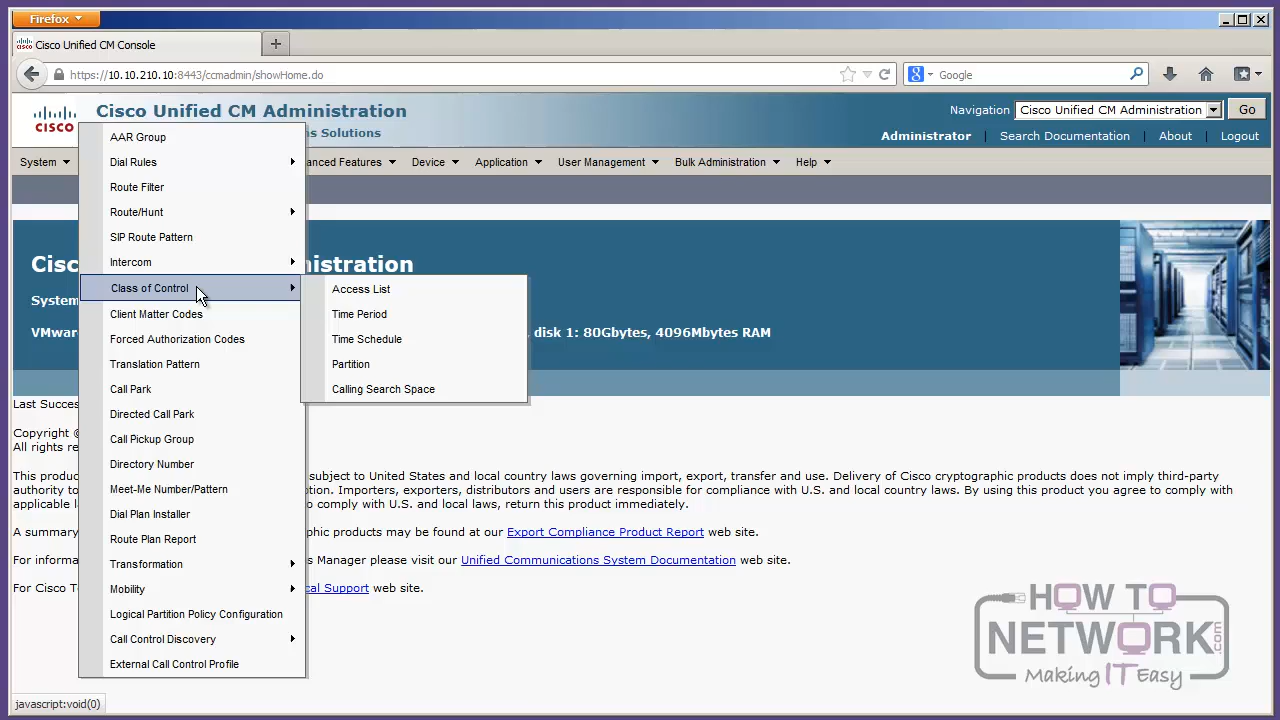 Firefox
Cisco Unified CM Console
https://10.10.210.10:8443/ccmadmin/showHome.do
Google
CISCO
Cisco Unified CM Administration
ns Solutions
Navigation Cisco Unified CM Administration Go
Administrator | Search Documentation | About | Logout
System
anced Features
Device
Application
User Management
Bulk Administration
Help
AAR Group
Dial Rules
Route Filter
Route/Hunt
SIP Route Pattern
Intercom
Class of Control
Client Matter Codes
Forced Authorization Codes
Translation Pattern
Call Park
Directed Call Park
Call Pickup Group
Directory Number
Meet-Me Number/Pattern
Dial Plan Installer
Route Plan Report
Transformation
Mobility
Logical Partition Policy Configuration
Call Control Discovery
External Call Control Profile
Access List
Time Period
Time Schedule
Partition
Calling Search Space
Cisc
nistration
System
VMwar
, disk 1: 80Gbytes, 4096Mbytes RAM
Last Succes
Copyright ©
All rights re
This produc subject to United States and local country laws governing import, export, transfer and use. Delivery of Cisco cryptographic products does not imply third-party
authority to ption. Importers, exporters, distributors and users are responsible for compliance with U.S. and local country laws. By using this product you agree to comply with
applicable la to comply with U.S. and local laws, return this product immediately.
A summary phic products may be found at our Export Compliance Product Report web site.
For informa s Manager please visit our Unified Communications System Documentation web site.
For Cisco T cal Support web site.
HOW TO
NETWORK.com
Making IT Easy
javascript:void(0)